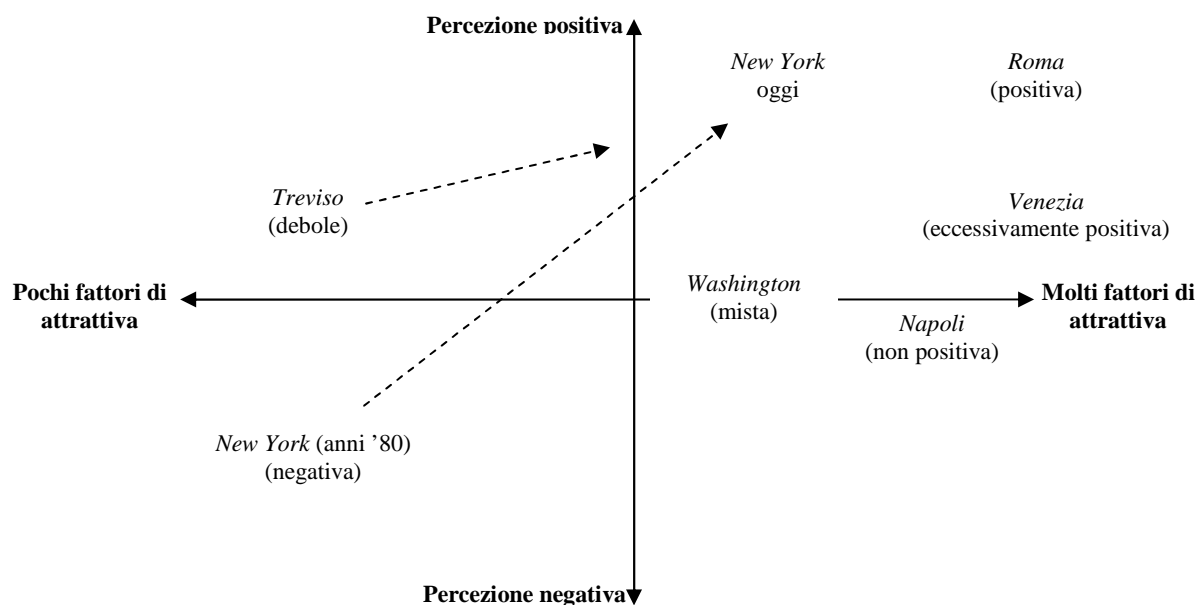 Percezione positiva
New York
oggi
Roma
(positiva)
Treviso
(debole)
Venezia
(eccessivamente positiva)
Pochi fattori di
attrattiva
Washington
(mista)
Molti fattori di
attrattiva
Napoli
(non positiva)
New York (anni ’80)
(negativa)
Percezione negativa